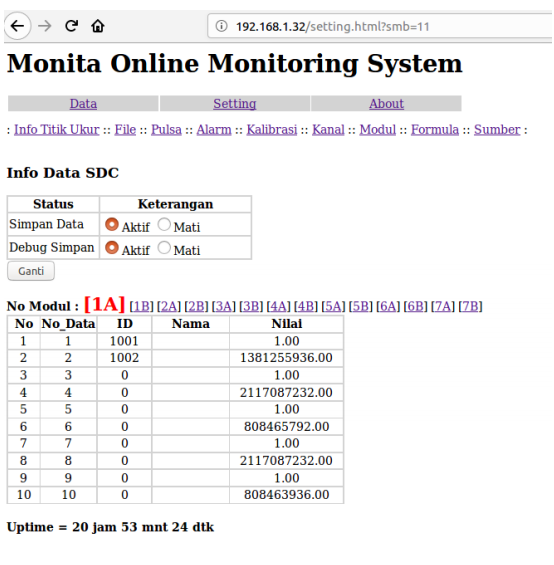 192.168.1.32/setting.html?smb=11
Monita Online Monitoring System
Data Setting About
: Info Titik Ukur :: File :: Pulsa :: Alarm :: Kalibrasi :: Kanal :: Modul :: Formula :: Sumber :
Info Data SDC
Status Keterangan
Simpan Data Aktif Mati
Debug Simpan Aktif Mati
Ganti
No Modul : [1A] [1B] [2A] [2B] [3A] [3B] [4A] [4B] [5A] [5B] [6A] [6B] [7A] [7B]
No No_Data ID Nama Nilai
1 1 1001 1.00
2 2 1002 1381255936.00
3 3 0 1.00
4 4 0 2117087232.00
5 5 0 1.00
6 6 0 808465792.00
7 7 0 1.00
8 8 0 2117087232.00
9 9 0 1.00
10 10 0 808463936.00
Uptime = 20 jam 53 mnt 24 dtk